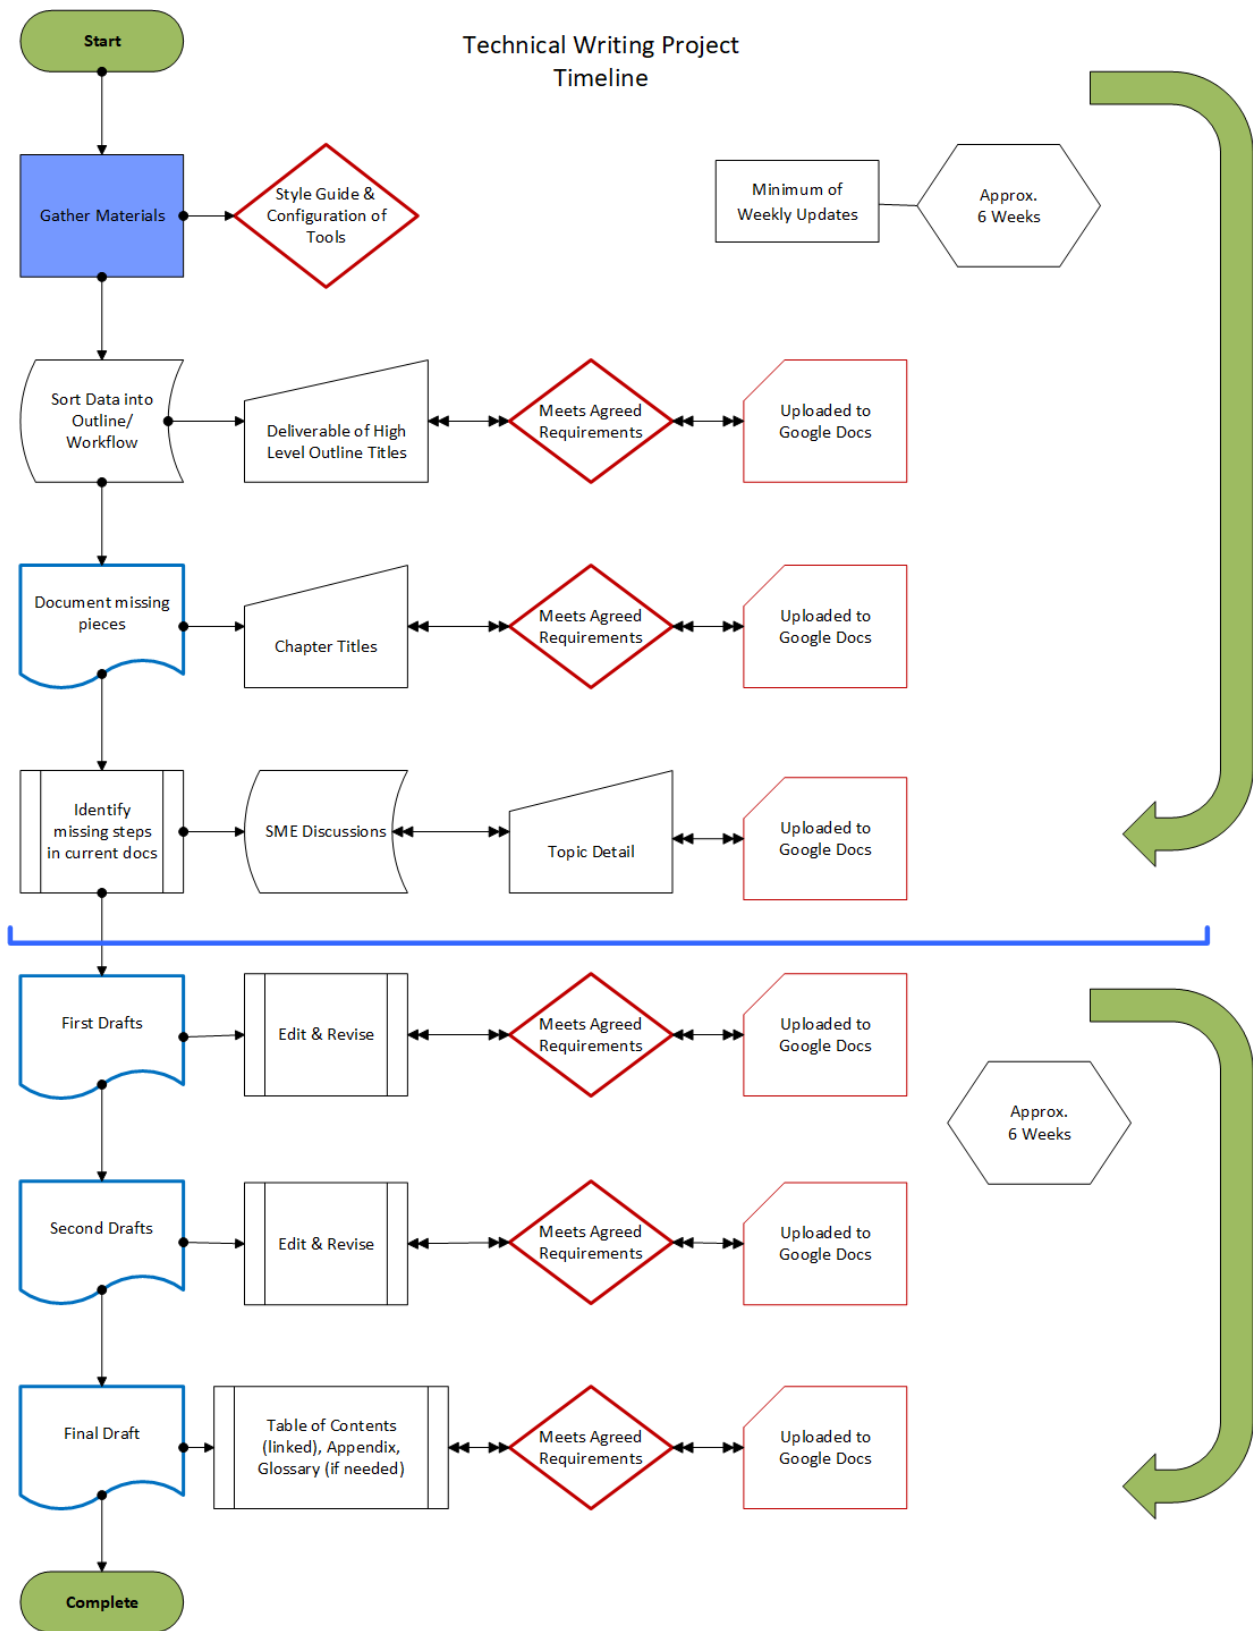 Technical Writing Project
Timeline
Start
Gather Materials
Style Guide &
Configuration of
Tools
Minimum of
Weekly Updates
Approx.
6 Weeks
Sort Data into
Outline/
Workflow
Deliverable of High
Level Outline Titles
Meets Agreed
Requirements
Uploaded to
Google Docs
Document missing
pieces
Chapter Titles
Meets Agreed
Requirements
Uploaded to
Google Docs
Identify
missing steps
in current docs
SME Discussions
Topic Detail
Uploaded to
Google Docs
First Drafts
Edit & Revise
Meets Agreed
Requirements
Uploaded to
Google Docs
Approx.
6 Weeks
Second Drafts
Edit & Revise
Meets Agreed
Requirements
Uploaded to
Google Docs
Final Draft
Table of Contents
(linked), Appendix,
Glossary (if needed)
Meets Agreed
Requirements
Uploaded to
Google Docs
Complete